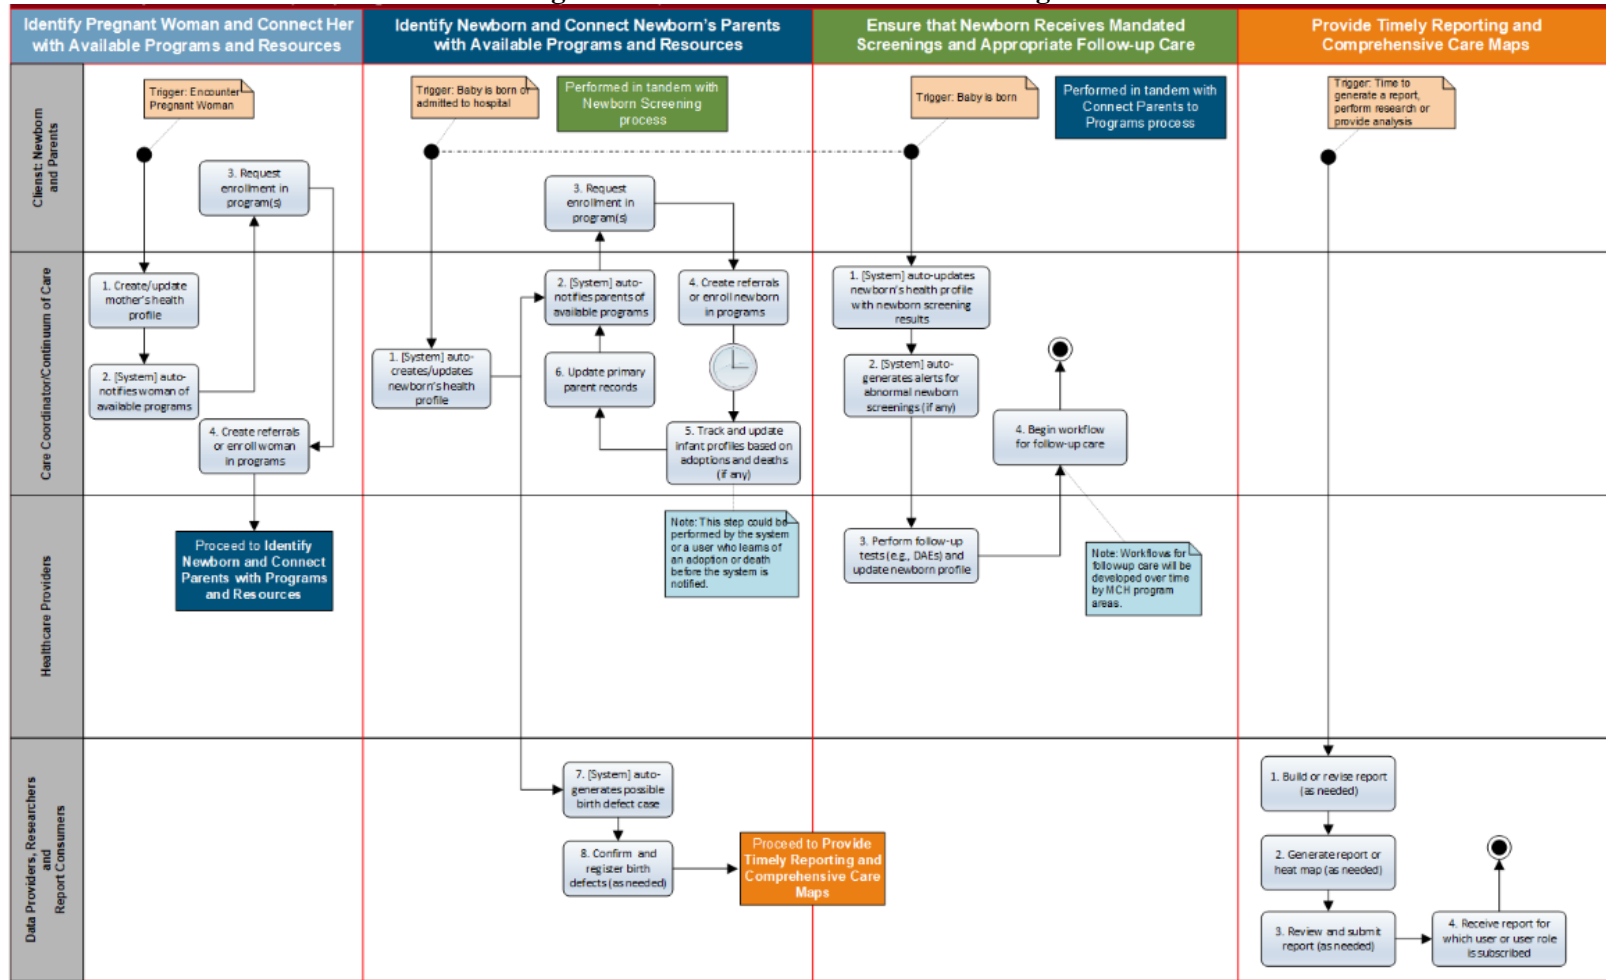 Identify Pregnant Woman and Connect Her
with Available Programs and Resources
Identify Newborn and Connect Newborn's Parents
with Available Programs and Resources
Ensure that Newborn Receives Mandated
Screenings and Appropriate Follow-up Care
Provide Timely Reporting and
Comprehensive Care Maps
Clienst: Newborn
and Parents
Trigger: Encounter
Pregnant Woman
3. Request
enrollment in
program(s)
Trigger: Baby is born or
admitted to hospital
Performed in tandem with
Newborn Screening
process
3. Request
enrollment in
program(s)
Trigger: Baby is born
Performed in tandem with
Connect Parents to
Programs process
Trigger: Time to
generate a report,
perform research or
provide analysis
Care Coordinator/Continuum of Care
1. Create/update
mother's health
profile
2. [System] auto-
notifies woman of
available programs
4. Create referrals
or enroll woman
in programs
1. [System] auto-
creates/updates
newborn's health
profile
2. [System] auto-
notifies parents of
available programs
6. Update primary
parent records
4. Create referrals
or enroll newborn
in programs
5. Track and update
infant profiles based on
adoptions and deaths
(if any)
1. [System] auto-updates
newborn's health profile
with newborn screening
results
2. [System] auto-
generates alerts for
abnormal newborn
screenings (if any)
4. Begin workflow
for follow-up care
Healthcare Providers
Proceed to Identify
Newborn and Connect
Parents with Programs
and Resources
Note: This step could be
performed by the system
or a user who learns of
an adoption or death
before the system is
notified.
3. Perform follow-up
tests (e.g., DAEs) and
update newborn profile
Note: Workflows for
followup care will be
developed over time
by MCH program
areas.
Data Providers, Researchers
and
Report Consumers
7. [System] auto-
generates possible
birth defect case
8. Confirm and
register birth
defects (as needed)
Proceed to Provide
Timely Reporting and
Comprehensive Care
Maps
1. Build or revise report
(as needed)
2. Generate report or
heat map (as needed)
3. Review and submit
report (as needed)
4. Receive report for
which user or user role
is subscribed